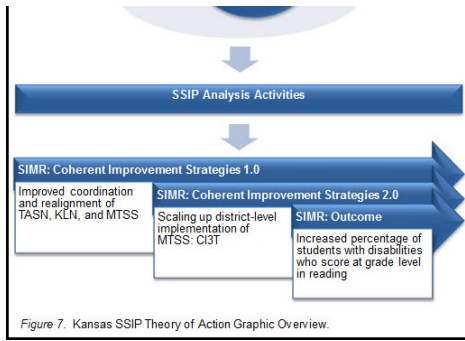 SSIP Analysis Activities
SIMR: Coherent Improvement Strategies 1.0
Improved coordination
and realignment of
TASN, KLN, and MTSS
SIMR: Coherent Improvement Strategies 2.0
Scaling up district-level
implementation of
MTSS: CI3T
SIMR: Outcome
Increased percentage of
students with disabilities
who score at grade level
in reading
Figure 7. Kansas SSIP Theory of Action Graphic Overview.